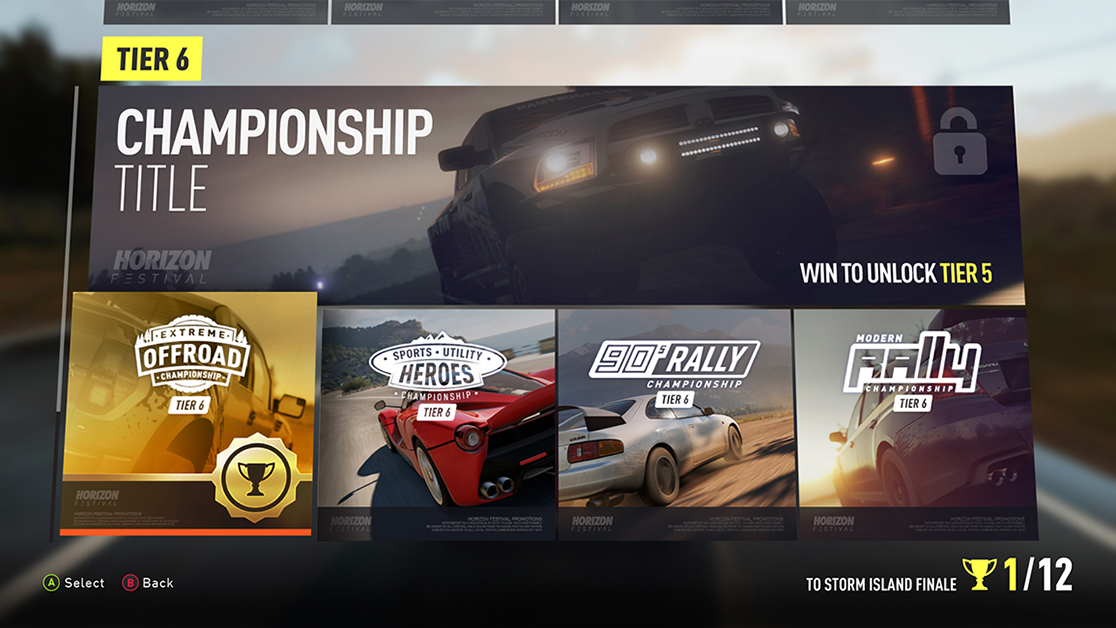 HORIZON
FESTIVAL
HORIZON
FESTIVAL
HORIZON
FESTIVAL
HORIZON
FESTIVAL
TIER 6
CHAMPIONSHIP
TITLE
HORIZON
FESTIVAL
WIN TO UNLOCK TIER 5
EXTREME
OFFROAD
CHAMPIONSHIP
TIER 6
HORIZON
FESTIVAL
HORIZON FESTIVAL PROMOTIONS
SPORTS • UTILITY
HEROES
• CHAMPIONSHIP •
TIER 6
HORIZON
FESTIVAL
HORIZON FESTIVAL PROMOTIONS
90's RALLY
CHAMPIONSHIP
TIER 6
HORIZON
FESTIVAL
HORIZON FESTIVAL PROMOTIONS
MODERN
RALLY
CHAMPIONSHIP
TIER 6
HORIZON
FESTIVAL
HORIZON FESTIVAL PROMOTIONS
A Select B Back
TO STORM ISLAND FINALE 1/12